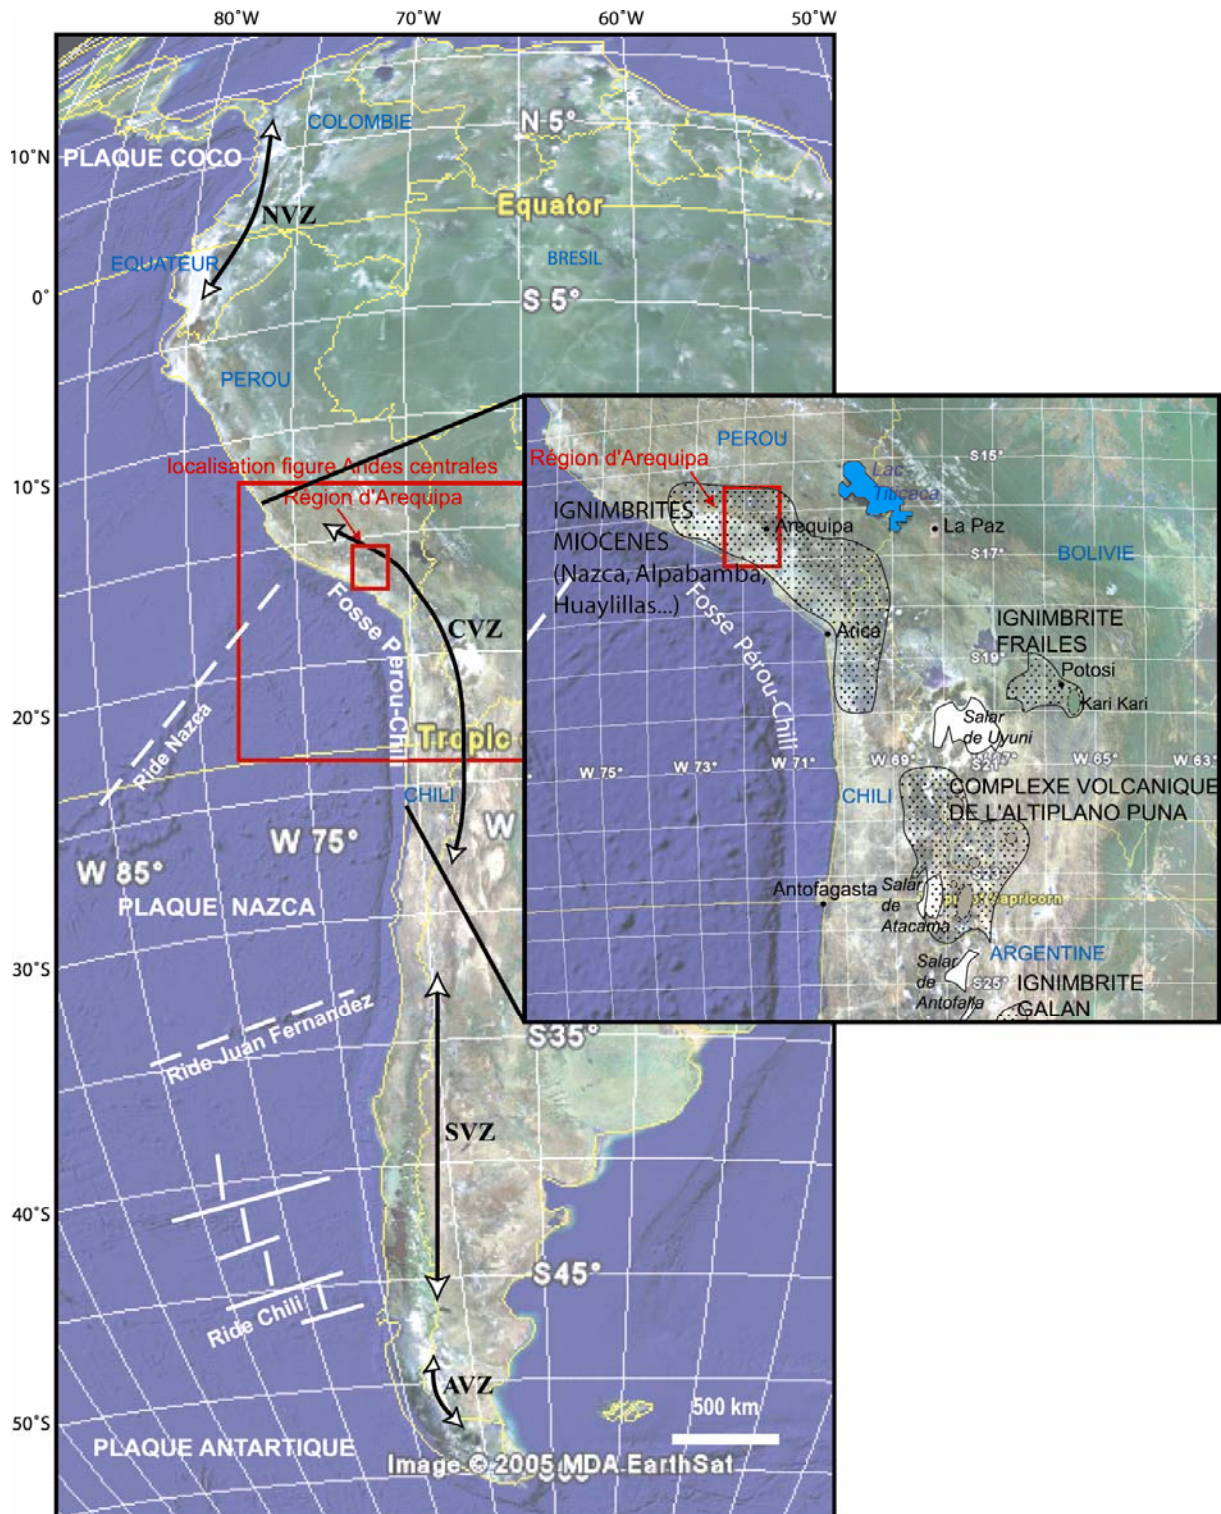 80°W 70°W 60°W 50°W
10°N
0°
10°S
20°S
30°S
40°S
50°S
COLOMBIE
N 5°
PLAQUE COCO
NVZ
Equator
EQUATEUR
BRESIL
S 5°
PEROU
localisation figure Andes centrales
Région d'Arequipa
Fosse Perou-Chili
CVZ
Ride Nazca
Tropic
CHILI
W 75°
W
W 85°
PLAQUE NAZCA
Ride Juan Fernandez
S35°
SVZ
S45°
Ride Chili
AVZ
500 km
PLAQUE ANTARTIQUE
Image © 2005 MDA EarthSat
PEROU
Région d'Arequipa
S15°
Lac
Titicaca
IGNIMBRITES
MIOCENES
(Nazca, Alpabamba,
Huaylillas...)
Arequipa
La Paz
S17°
BOLIVIE
Fosse Pérou-Chili
Arica
IGNIMBRITE
FRAILES
S19
Potosi
Kari Kari
Salar
de Uyuni
S21
W 75° W 73° W 71° W 69° W 65° W 63°
CHILI
COMPLEXE VOLCANIQUE
DE L'ALTIPLANO PUNA
Antofagasta
Salar
de
Atacama
apricorn
ARGENTINE
Salar
de
Antofalla
S25°
IGNIMBRITE
GALAN